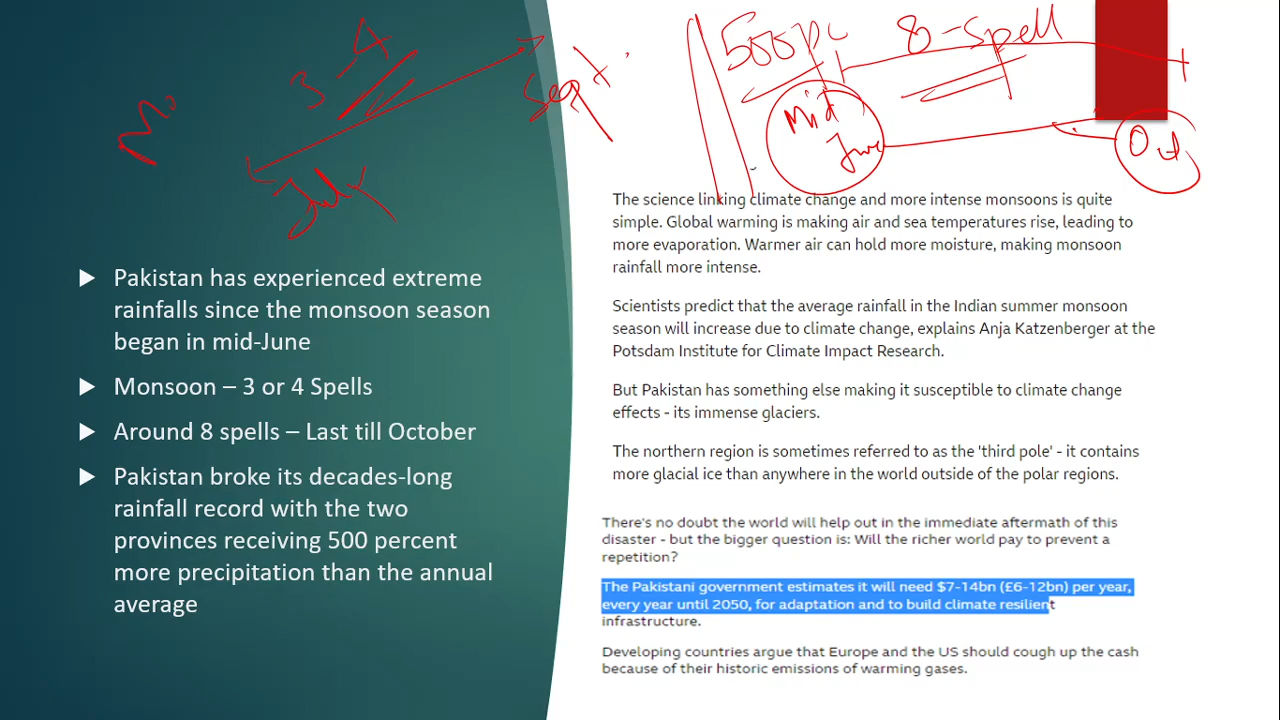 3-4
Sept
July
500 pc
8-spell
Mid
June
Oct
Pakistan has experienced extreme
rainfalls since the monsoon season
began in mid-June
Monsoon – 3 or 4 Spells
Around 8 spells – Last till October
Pakistan broke its decades-long
rainfall record with the two
provinces receiving 500 percent
more precipitation than the annual
average
The science linking climate change and more intense monsoons is quite
simple. Global warming is making air and sea temperatures rise, leading to
more evaporation. Warmer air can hold more moisture, making monsoon
rainfall more intense.
Scientists predict that the average rainfall in the Indian summer monsoon
season will increase due to climate change, explains Anja Katzenberger at the
Potsdam Institute for Climate Impact Research.
But Pakistan has something else making it susceptible to climate change
effects - its immense glaciers.
The northern region is sometimes referred to as the 'third pole' - it contains
more glacial ice than anywhere in the world outside of the polar regions.
There's no doubt the world will help out in the immediate aftermath of this
disaster - but the bigger question is: Will the richer world pay to prevent a
repetition?
The Pakistani government estimates it will need $7-14bn (£6-12bn) per year,
every year until 2050, for adaptation and to build climate resilient
infrastructure.
Developing countries argue that Europe and the US should cough up the cash
because of their historic emissions of warming gases.